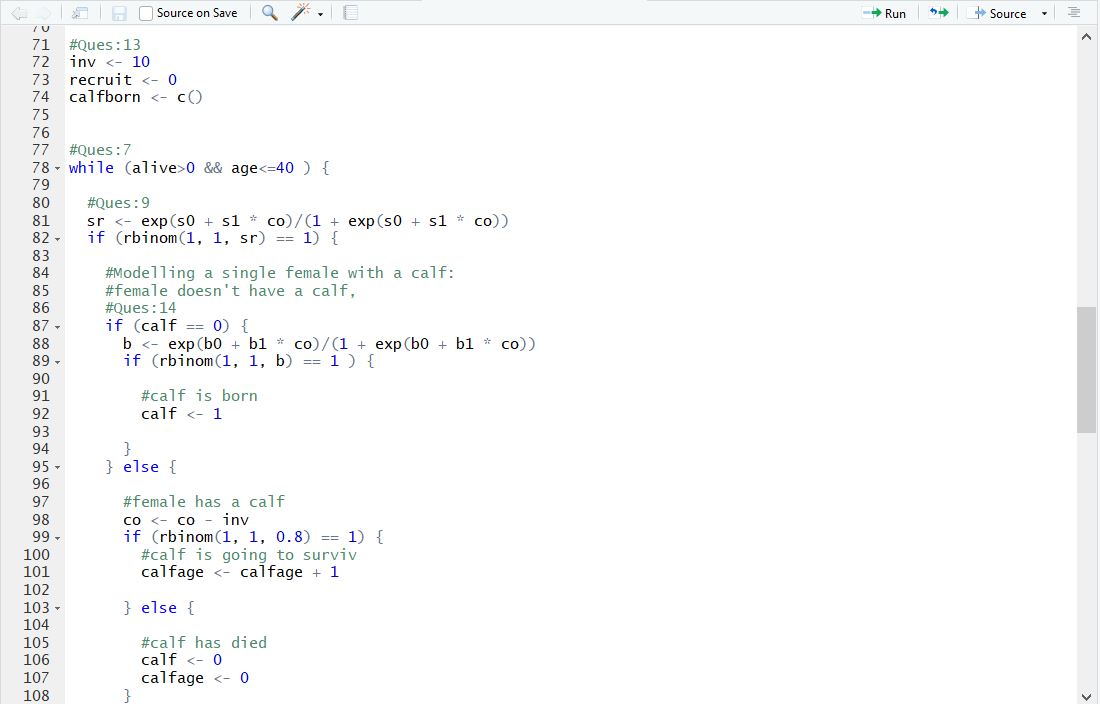 Source on Save Run Source
70
71 #Ques:13
72 inv <- 10
73 recruit <- 0
74 calfborn <- c()
75
76
77 #Ques:7
78 while (alive>0 && age<=40 ) {
79
80 #Ques:9
81 sr <- exp(s0 + s1 * co)/(1 + exp(s0 + s1 * co))
82 if (rbinom(1, 1, sr) == 1) {
83
84 #Modelling a single female with a calf:
85 #female doesn't have a calf,
86 #Ques:14
87 if (calf == 0) {
88 b <- exp(b0 + b1 * co)/(1 + exp(b0 + b1 * co))
89 if (rbinom(1, 1, b) == 1 ) {
90
91 #calf is born
92 calf <- 1
93
94 }
95 } else {
96
97 #female has a calf
98 co <- co - inv
99 if (rbinom(1, 1, 0.8) == 1) {
100 #calf is going to surviv
101 calfage <- calfage + 1
102
103 } else {
104
105 #calf has died
106 calf <- 0
107 calfage <- 0
108 }